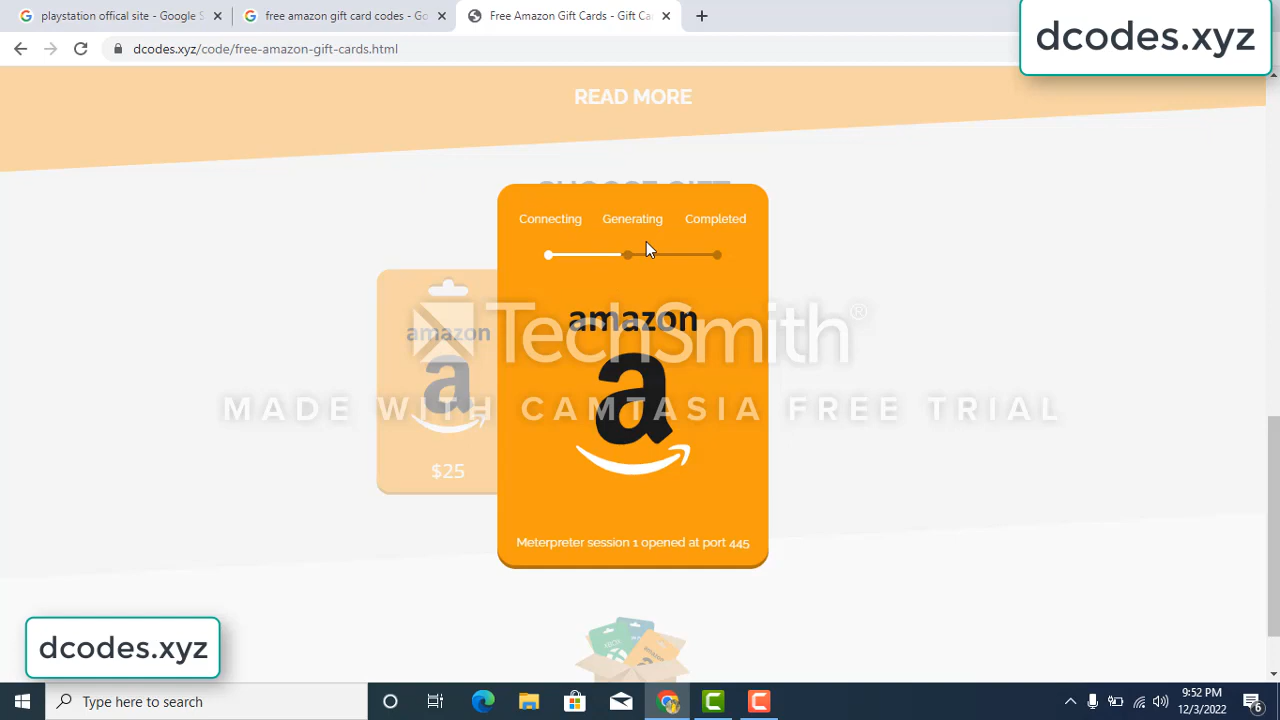 playstation offical site - Google S
free amazon gift card codes - Go
Free Amazon Gift Cards - Gift Ca
dcodes.xyz/code/free-amazon-gift-cards.html
dcodes.xyz
READ MORE
CHOOSE GIFT
Connecting Generating Completed
amazon
amazon
a
a
$25
TechSmith®
MADE WITH CAMTASIA FREE TRIAL
Meterpreter session 1 opened at port 445
dcodes.xyz
Type here to search
9:52 PM
12/3/2022
6